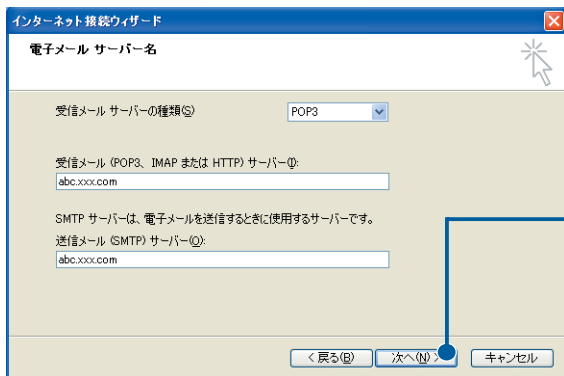 インターネット接続ウィザード
電子メール サーバー名
受信メール サーバーの種類(S) POP3
受信メール (POP3、IMAP または HTTP) サーバー(I):
abc.xxx.com
SMTP サーバーは、電子メールを送信するときに使用するサーバーです。
送信メール (SMTP) サーバー(O):
abc.xxx.com
< 戻る(B) 次へ(N) > キャンセル